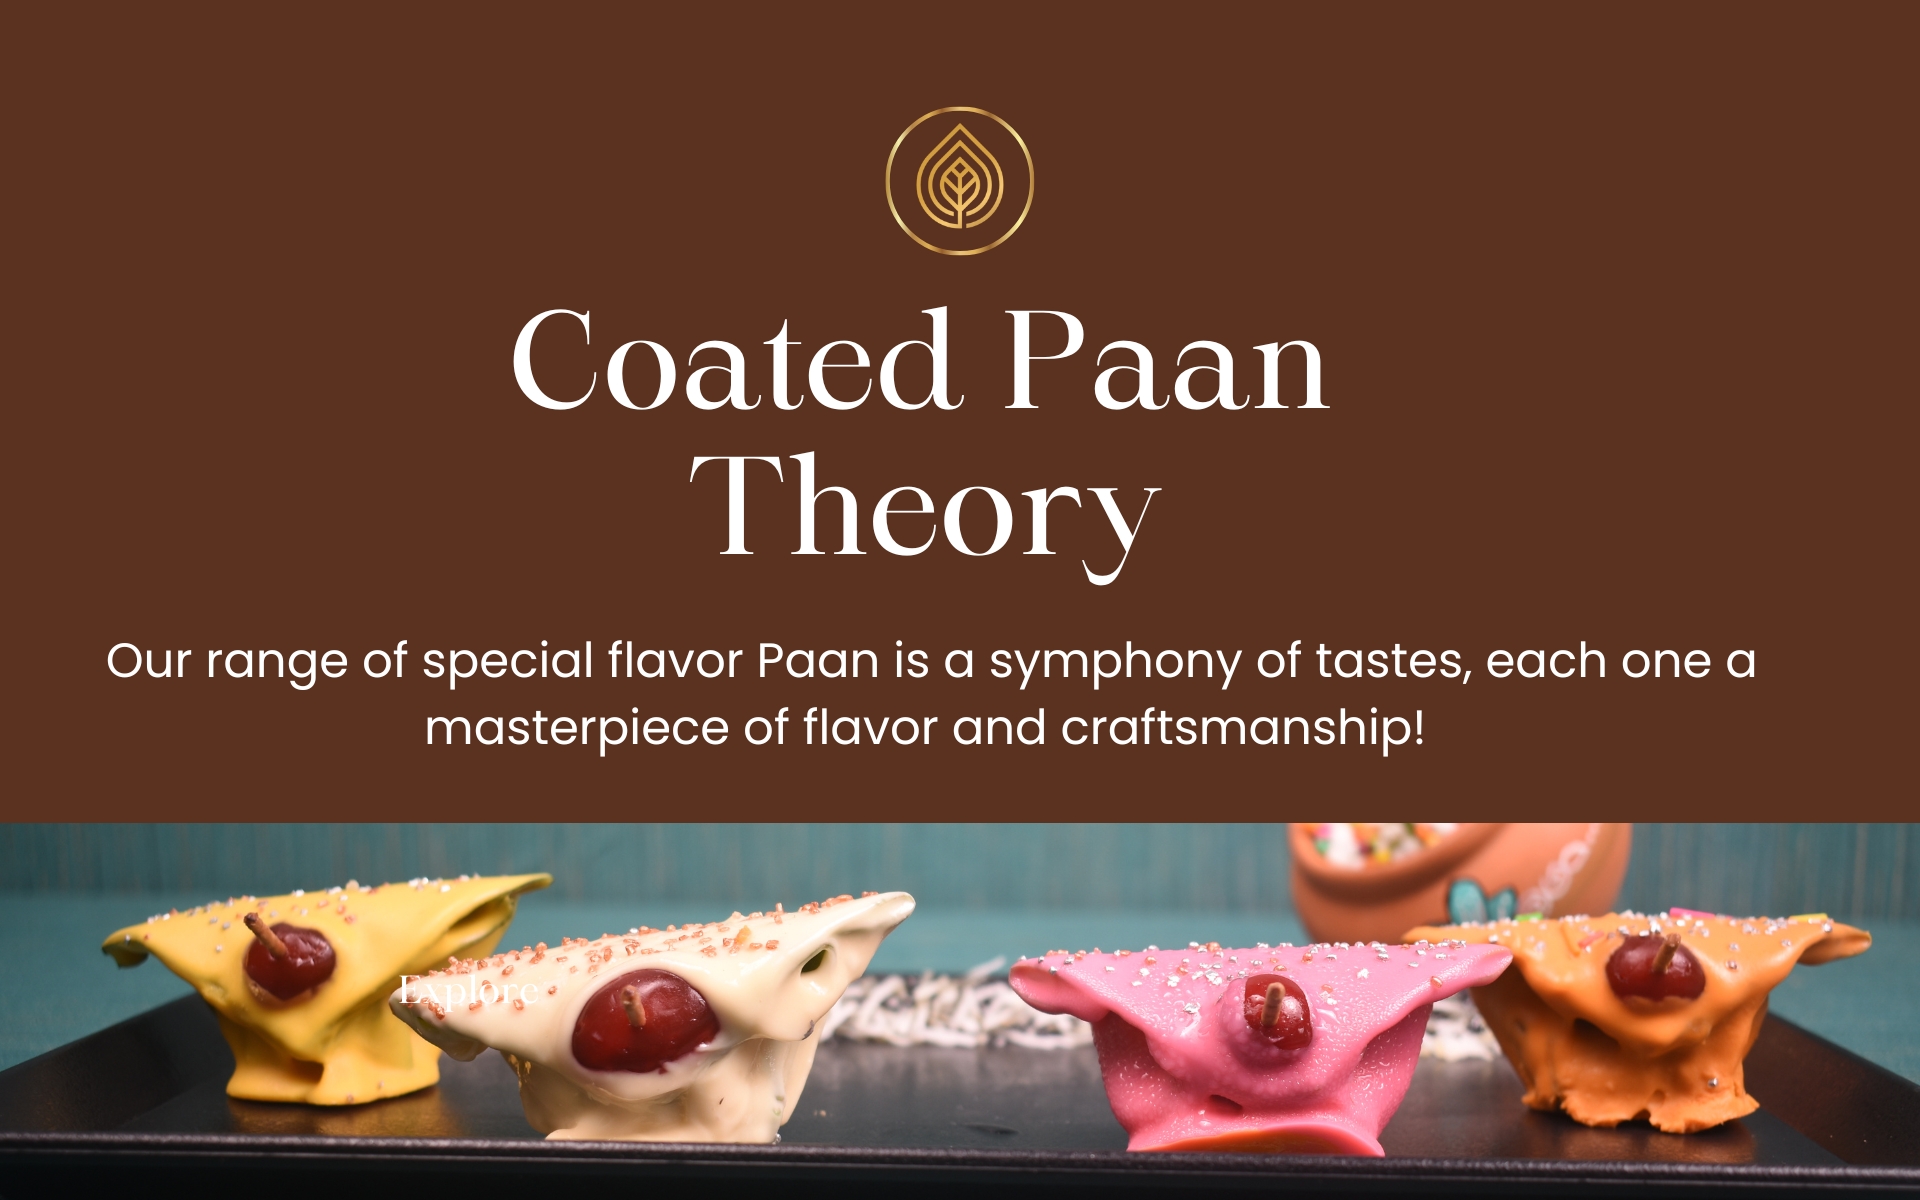 Coated Paan
Theory
Our range of special flavor Paan is a symphony of tastes, each one a
masterpiece of flavor and craftsmanship!
Explore